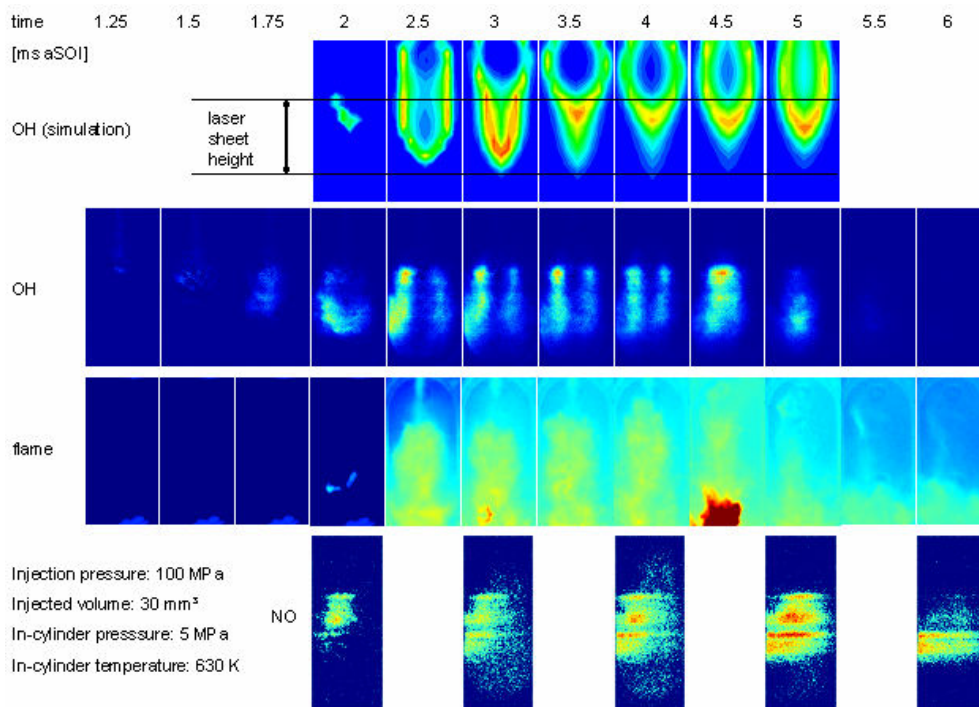 time 1.25 1.5 1.75 2 2.5 3 3.5 4 4.5 5 5.5 6
[ms aSOI]
OH (simulation)
laser
sheet
height
OH
flame
Injection pressure: 100 MPa
Injected volume: 30 mm³
NO
In-cylinder presssure: 5 MPa
In-cylinder temperature: 630 K